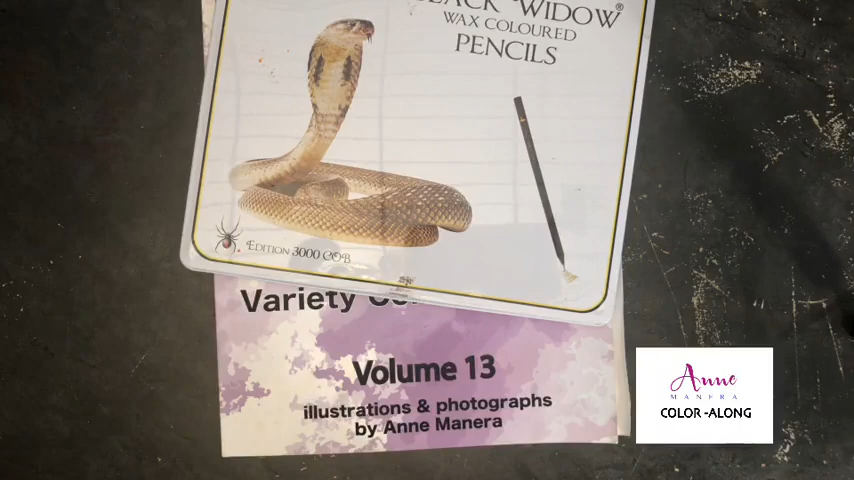 BLACK WIDOW®
WAX COLOURED
PENCILS
EDITION 3000 COB
Variety
Volume 13
illustrations & photographs
by Anne Manera
Anne
MANERA
COLOR-ALONG